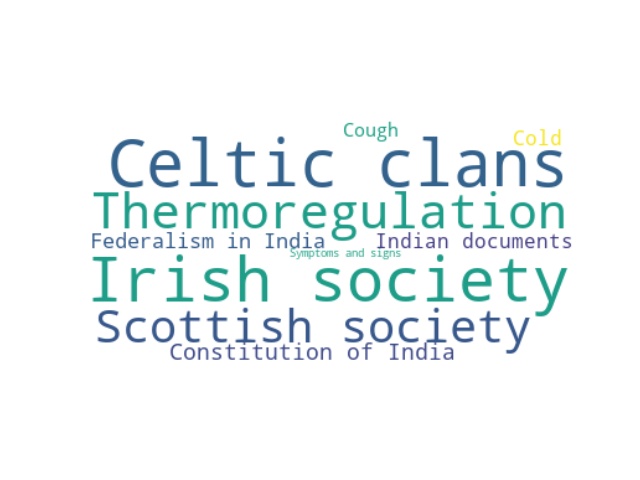 Cough
Cold
Celtic clans
Thermoregulation
Federalism in India
Indian documents
Symptoms and signs
Irish society
Scottish society
Constitution of India